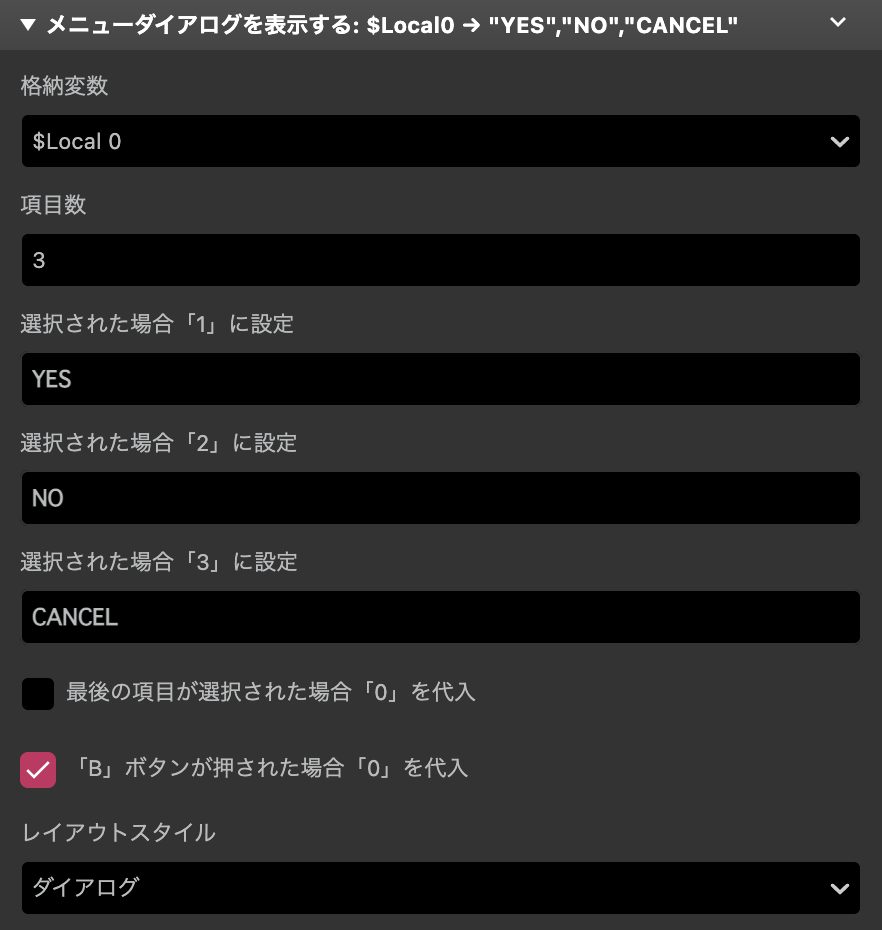 ▼ メニューダイアログを表示する: $Local0 → "YES","NO","CANCEL"
格納変数
$Local 0
項目数
3
選択された場合「1」に設定
YES
選択された場合「2」に設定
NO
選択された場合「3」に設定
CANCEL
最後の項目が選択された場合「0」を代入
「B」ボタンが押された場合「0」を代入
レイアウトスタイル
ダイアログ